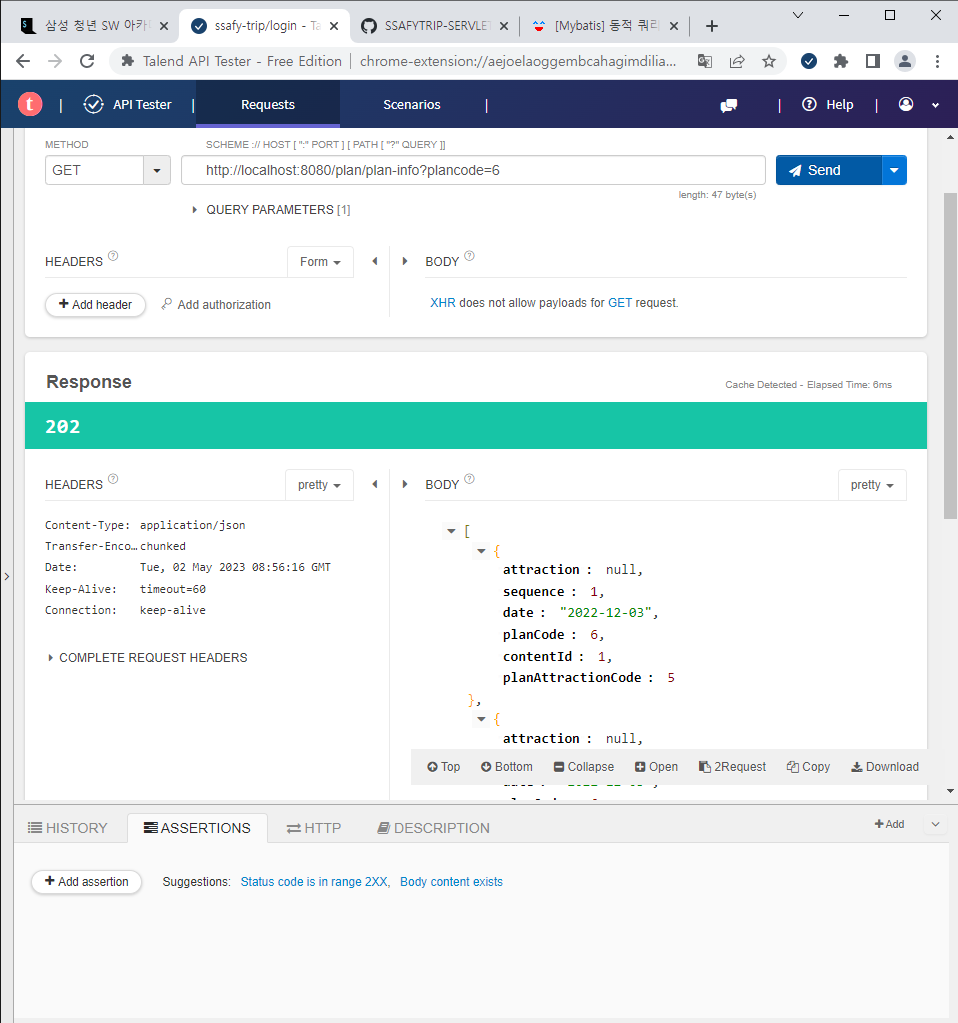 삼성 청년 SW 아카
ssafy-trip/login - Ta
SSAFYTRIP-SERVLET
[Mybatis] 동적 쿼리
Talend API Tester - Free Edition | chrome-extension://aejoelaoggembcahagimdilia...
t | API Tester | Requests Scenarios | | Help |
METHOD SCHEME :// HOST [ ":" PORT ] [ PATH [ "?" QUERY ]]
GET http://localhost:8080/plan/plan-info?plancode=6 Send
length: 47 byte(s)
QUERY PARAMETERS [1]
HEADERS ? Form BODY ?
+ Add header Add authorization XHR does not allow payloads for GET request.
Response
Cache Detected - Elapsed Time: 6ms
202
HEADERS ? pretty BODY ? pretty
Content-Type: application/json
Transfer-Enco… chunked
Date: Tue, 02 May 2023 08:56:16 GMT
Keep-Alive: timeout=60
Connection: keep-alive
COMPLETE REQUEST HEADERS
[
{
attraction : null,
sequence : 1,
date : "2022-12-03",
planCode : 6,
contentId : 1,
planAttractionCode : 5
},
{
attraction : null,
Top Bottom Collapse Open 2Request Copy Download
HISTORY ASSERTIONS HTTP DESCRIPTION + Add
+ Add assertion Suggestions: Status code is in range 2XX, Body content exists